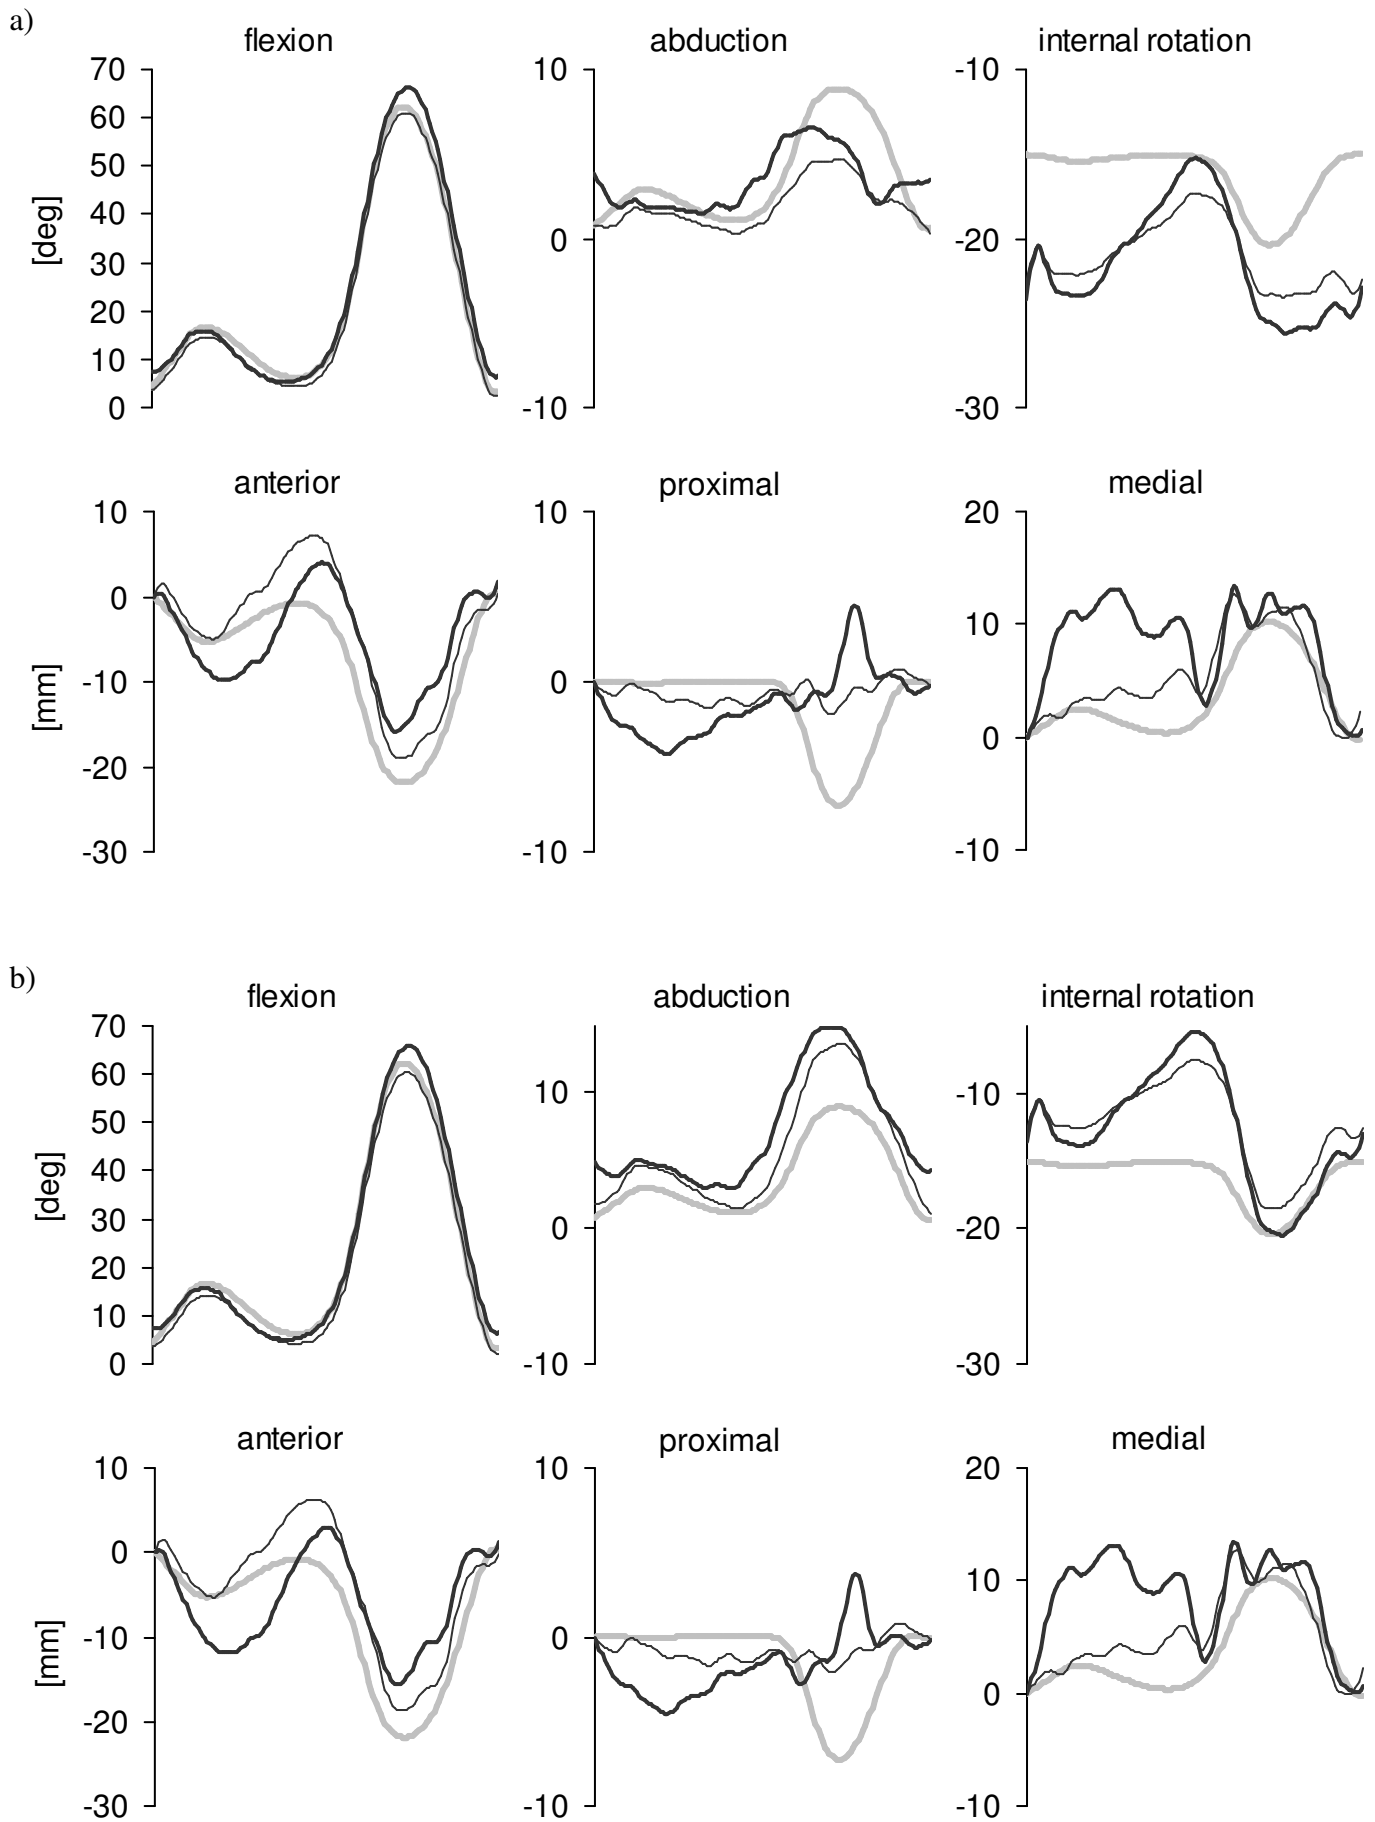 a)
flexion abduction internal rotation
70 10 -10
60
50
40
[deg]
30 0 -20
20
10
0 -10 -30
anterior proximal medial
10 10 20
0 10
[mm]
-10 0 0
-20
-30 -10 -10
b)
flexion abduction internal rotation
70
60 10 -10
50
40
[deg]
30 0 -20
20
10
0 -10 -30
anterior proximal medial
10 10 20
0 10
[mm]
-10 0 0
-20
-30 -10 -10